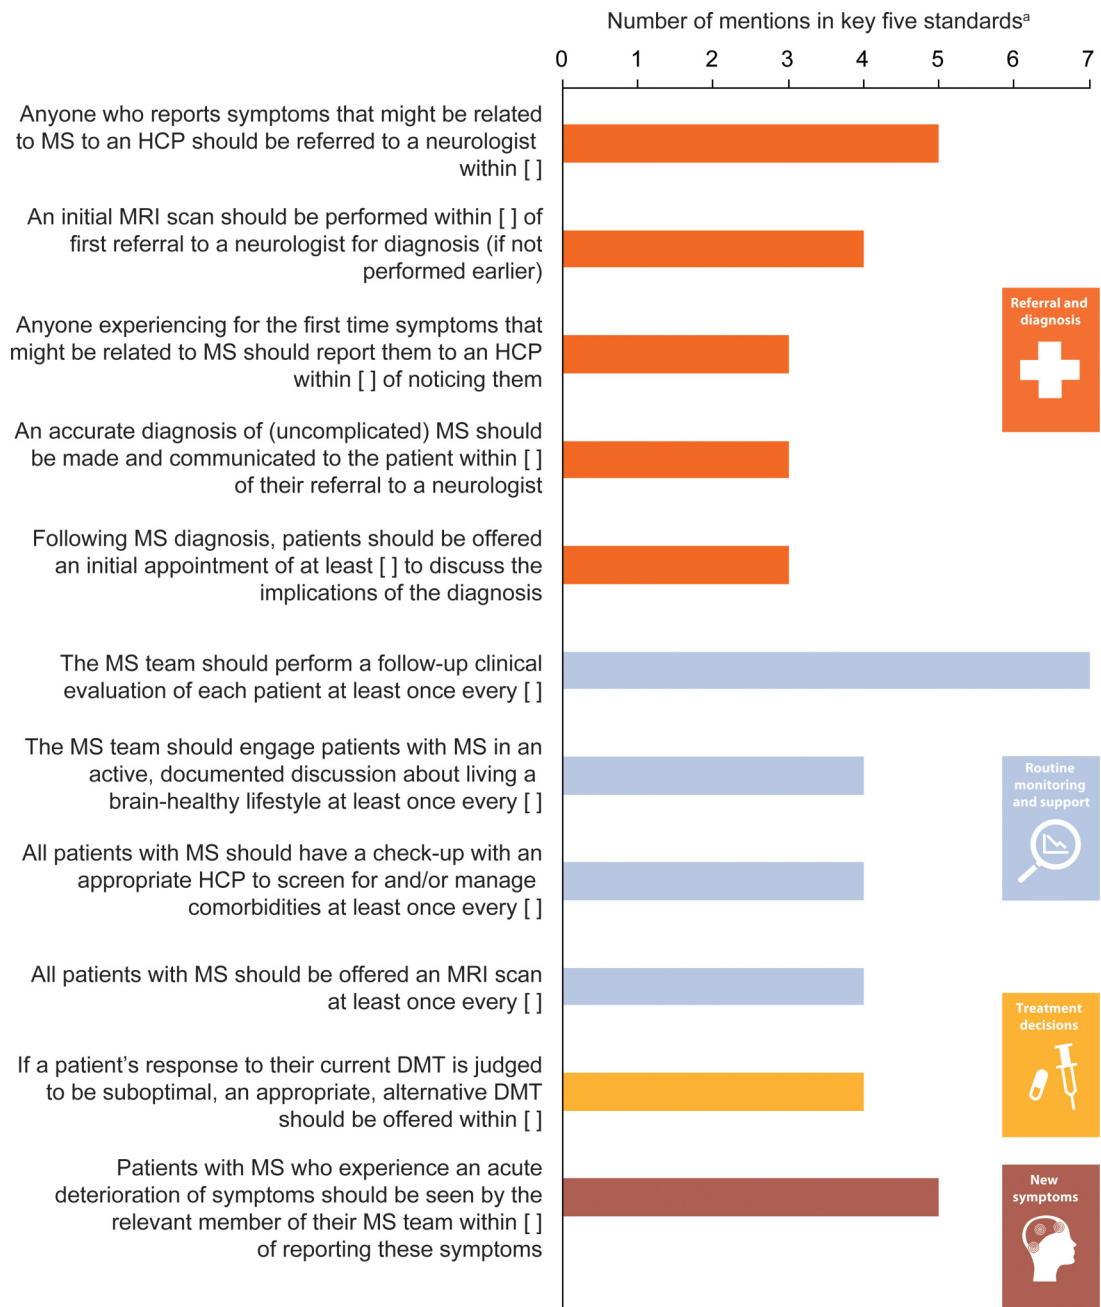 Number of mentions in key five standardsᵃ
0 1 2 3 4 5 6 7
Anyone who reports symptoms that might be related
to MS to an HCP should be referred to a neurologist
within [ ]
An initial MRI scan should be performed within [ ] of
first referral to a neurologist for diagnosis (if not
performed earlier)
Referral and
diagnosis
Anyone experiencing for the first time symptoms that
might be related to MS should report them to an HCP
within [ ] of noticing them
An accurate diagnosis of (uncomplicated) MS should
be made and communicated to the patient within [ ]
of their referral to a neurologist
Following MS diagnosis, patients should be offered
an initial appointment of at least [ ] to discuss the
implications of the diagnosis
The MS team should perform a follow-up clinical
evaluation of each patient at least once every [ ]
The MS team should engage patients with MS in an
active, documented discussion about living a
brain-healthy lifestyle at least once every [ ]
Routine
monitoring
and support
All patients with MS should have a check-up with an
appropriate HCP to screen for and/or manage
comorbidities at least once every [ ]
All patients with MS should be offered an MRI scan
at least once every [ ]
Treatment
decisions
If a patient’s response to their current DMT is judged
to be suboptimal, an appropriate, alternative DMT
should be offered within [ ]
Patients with MS who experience an acute
deterioration of symptoms should be seen by the
relevant member of their MS team within [ ]
of reporting these symptoms
New
symptoms